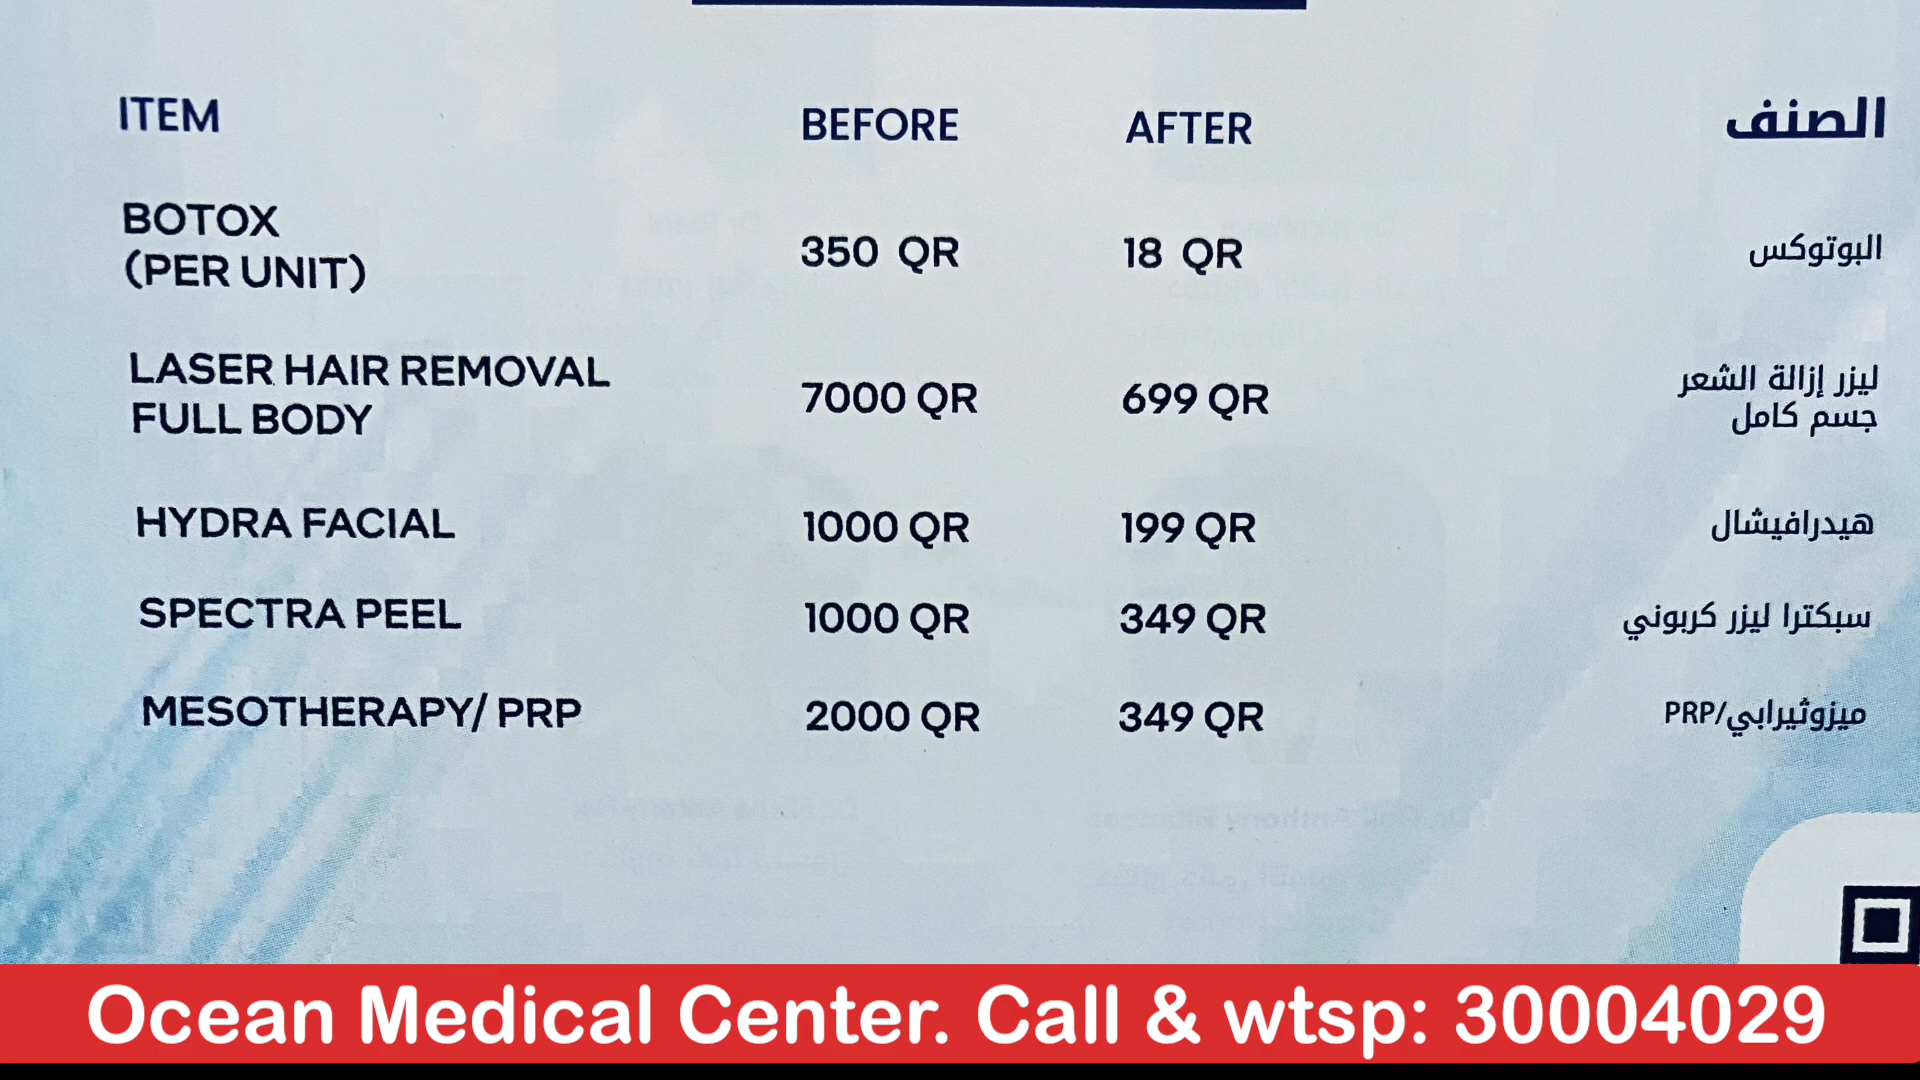 ITEM BEFORE AFTER الصنف
BOTOX
(PER UNIT) 350 QR 18 QR البوتوكس
LASER HAIR REMOVAL
FULL BODY 7000 QR 699 QR ليزر إزالة الشعر
جسم كامل
HYDRA FACIAL 1000 QR 199 QR هيدرافيشال
SPECTRA PEEL 1000 QR 349 QR سبكترا ليزر كربوني
MESOTHERAPY/ PRP 2000 QR 349 QR ميزوثيرابي/PRP
Ocean Medical Center. Call & wtsp: 30004029